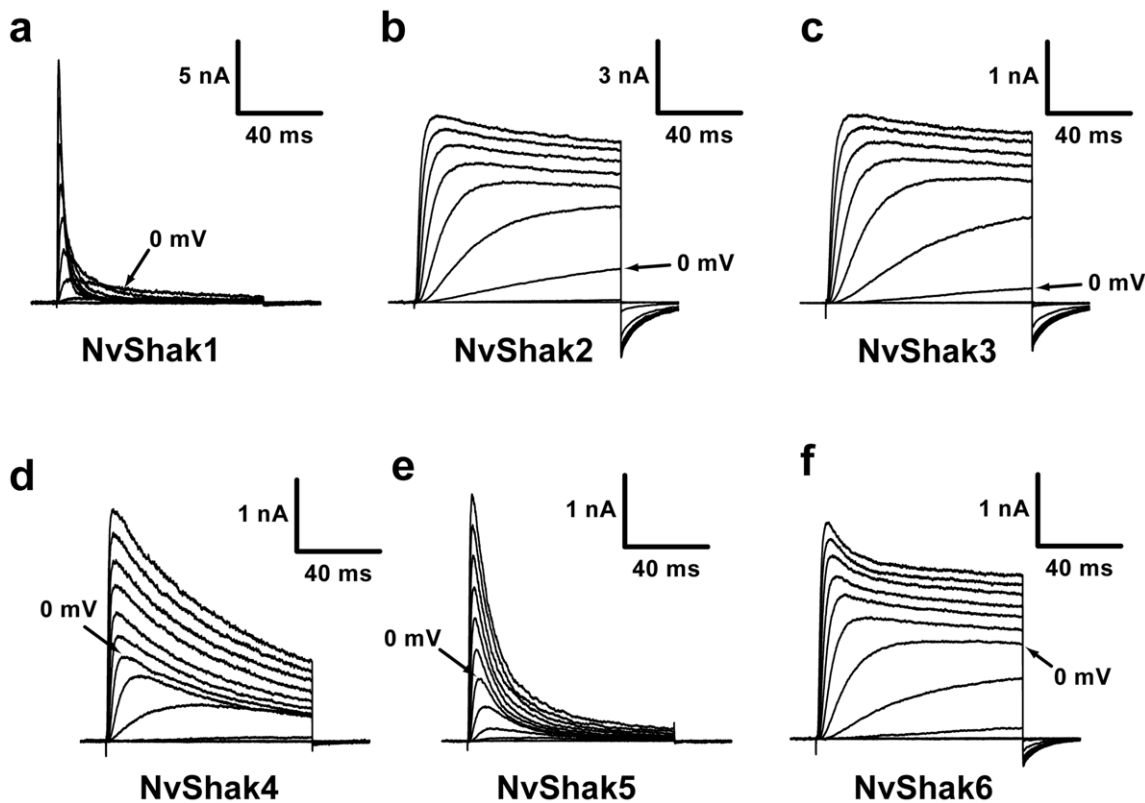 a
5 nA
40 ms
0 mV
NvShak1
b
3 nA
40 ms
0 mV
NvShak2
c
1 nA
40 ms
0 mV
NvShak3
d
1 nA
40 ms
0 mV
NvShak4
e
1 nA
40 ms
0 mV
NvShak5
f
1 nA
40 ms
0 mV
NvShak6